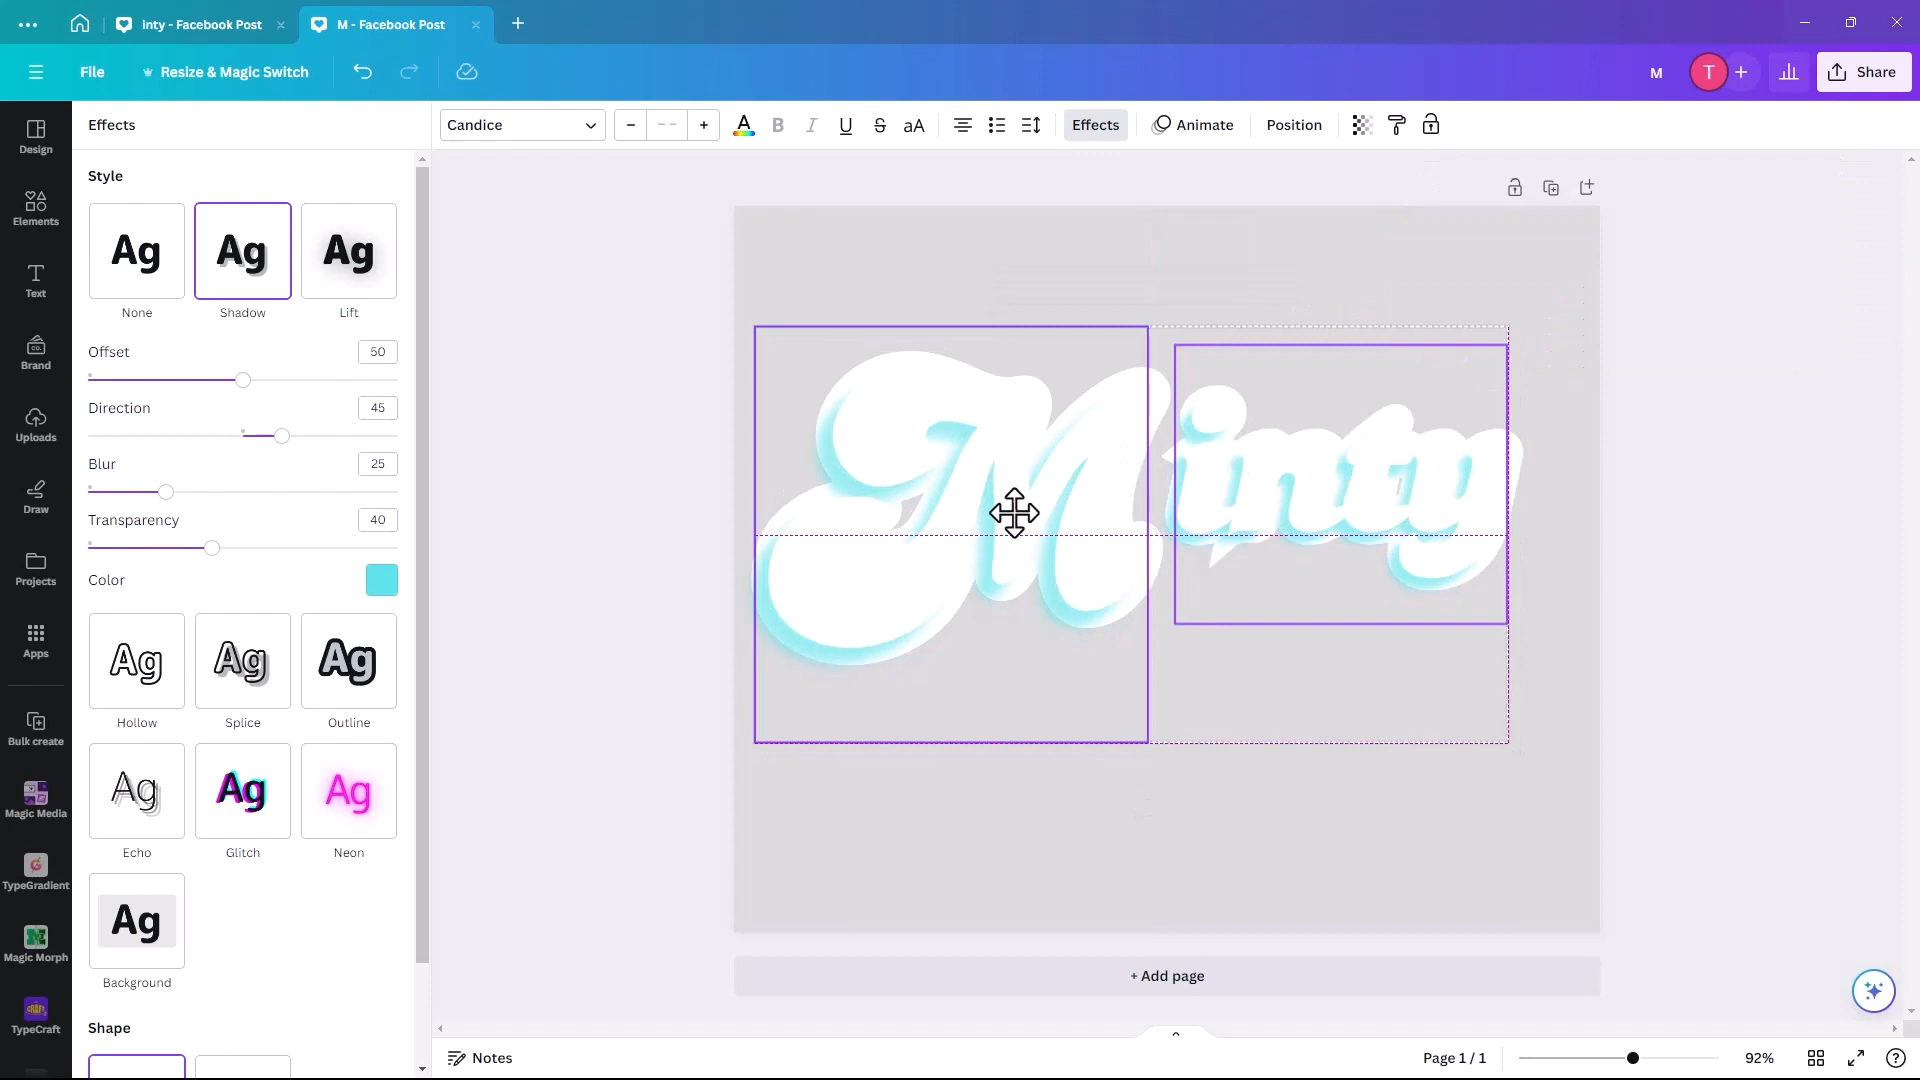 inty - Facebook Post
M - Facebook Post
File
Resize & Magic Switch
M
T
Share
Effects
Candice
aA
Effects
Animate
Position
Design
Elements
Text
Brand
Uploads
Draw
Projects
Apps
Bulk create
Magic Media
TypeGradient
Magic Morph
TypeCraft
Style
Ag Ag Ag
None Shadow Lift
Offset 50
Direction 45
Blur 25
Transparency 40
Color
Ag Ag Ag
Hollow Splice Outline
Ag Ag Ag
Echo Glitch Neon
Ag
Background
Shape
Minty
+ Add page
Notes
Page 1 / 1
92%